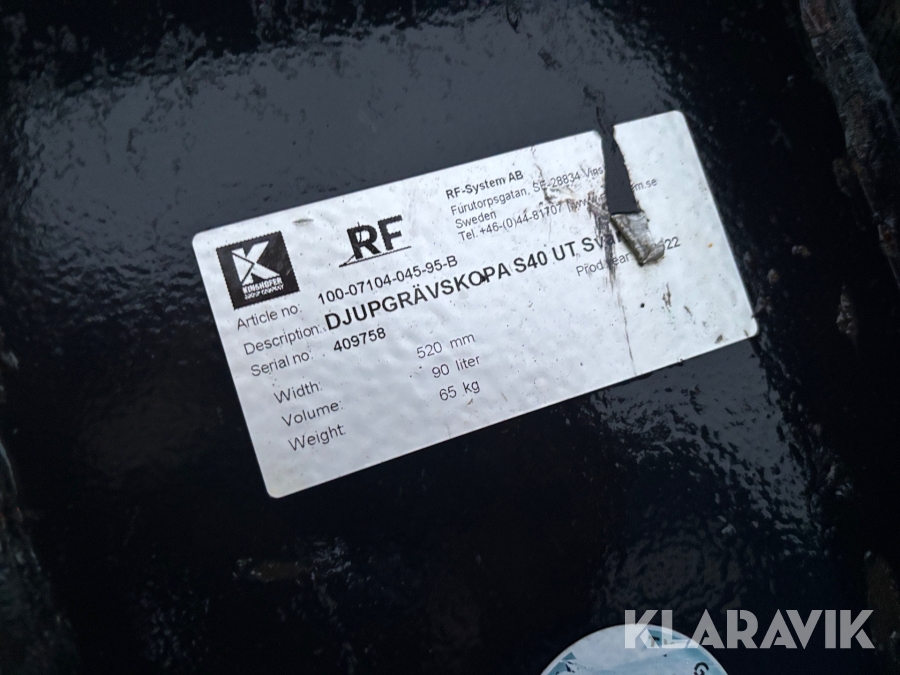 KINSHOFER
GROUP COMPANY
RF
RF-System AB
Furutorpsgatan, SE-28834
Sweden
Tel. +46-(0)44-81707
Article no: 100-07104-045-95-B
Description: DJUPGRÄVSKOPA S40 UT
Serial no: 409758
Prod year
Width: 520 mm
Volume: 90 liter
Weight: 65 kg
KLARAVIK